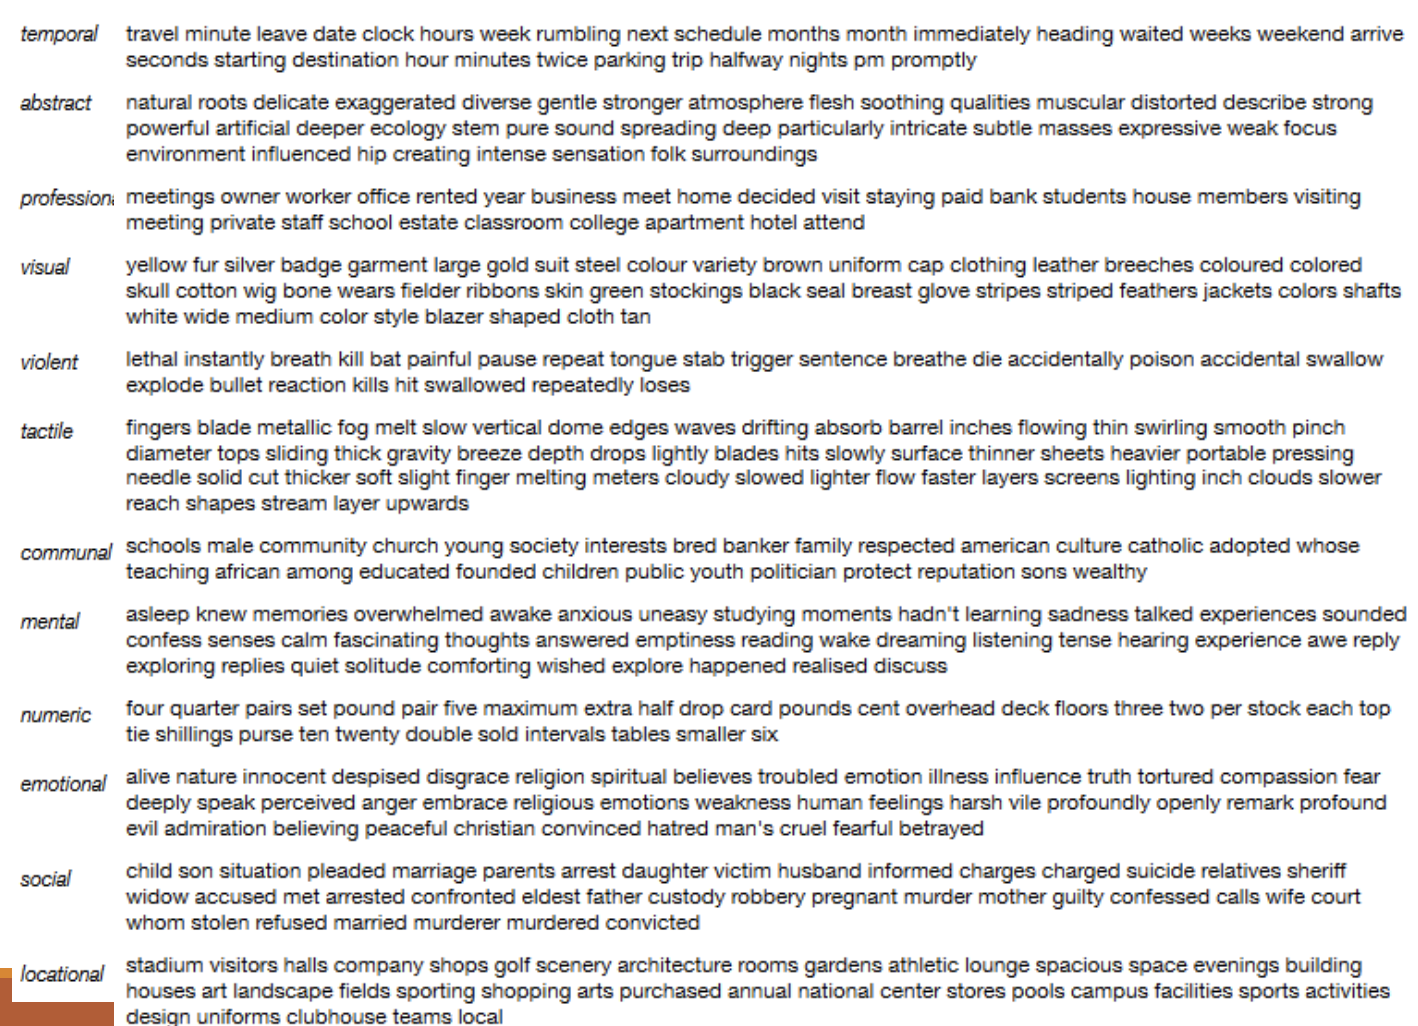 temporal travel minute leave date clock hours week rumbling next schedule months month immediately heading waited weeks weekend arrive
seconds starting destination hour minutes twice parking trip halfway nights pm promptly
abstract natural roots delicate exaggerated diverse gentle stronger atmosphere flesh soothing qualities muscular distorted describe strong
powerful artificial deeper ecology stem pure sound spreading deep particularly intricate subtle masses expressive weak focus
environment influenced hip creating intense sensation folk surroundings
profession meetings owner worker office rented year business meet home decided visit staying paid bank students house members visiting
meeting private staff school estate classroom college apartment hotel attend
visual yellow fur silver badge garment large gold suit steel colour variety brown uniform cap clothing leather breeches coloured colored
skull cotton wig bone wears fielder ribbons skin green stockings black seal breast glove stripes striped feathers jackets colors shafts
white wide medium color style blazer shaped cloth tan
violent lethal instantly breath kill bat painful pause repeat tongue stab trigger sentence breathe die accidentally poison accidental swallow
explode bullet reaction kills hit swallowed repeatedly loses
tactile fingers blade metallic fog melt slow vertical dome edges waves drifting absorb barrel inches flowing thin swirling smooth pinch
diameter tops sliding thick gravity breeze depth drops lightly blades hits slowly surface thinner sheets heavier portable pressing
needle solid cut thicker soft slight finger melting meters cloudy slowed lighter flow faster layers screens lighting inch clouds slower
reach shapes stream layer upwards
communal schools male community church young society interests bred banker family respected american culture catholic adopted whose
teaching african among educated founded children public youth politician protect reputation sons wealthy
mental asleep knew memories overwhelmed awake anxious uneasy studying moments hadn't learning sadness talked experiences sounded
confess senses calm fascinating thoughts answered emptiness reading wake dreaming listening tense hearing experience awe reply
exploring replies quiet solitude comforting wished explore happened realised discuss
numeric four quarter pairs set pound pair five maximum extra half drop card pounds cent overhead deck floors three two per stock each top
tie shillings purse ten twenty double sold intervals tables smaller six
emotional alive nature innocent despised disgrace religion spiritual believes troubled emotion illness influence truth tortured compassion fear
deeply speak perceived anger embrace religious emotions weakness human feelings harsh vile profoundly openly remark profound
evil admiration believing peaceful christian convinced hatred man's cruel fearful betrayed
social child son situation pleaded marriage parents arrest daughter victim husband informed charges charged suicide relatives sheriff
widow accused met arrested confronted eldest father custody robbery pregnant murder mother guilty confessed calls wife court
whom stolen refused married murderer murdered convicted
locational stadium visitors halls company shops golf scenery architecture rooms gardens athletic lounge spacious space evenings building
houses art landscape fields sporting shopping arts purchased annual national center stores pools campus facilities sports activities
design uniforms clubhouse teams local